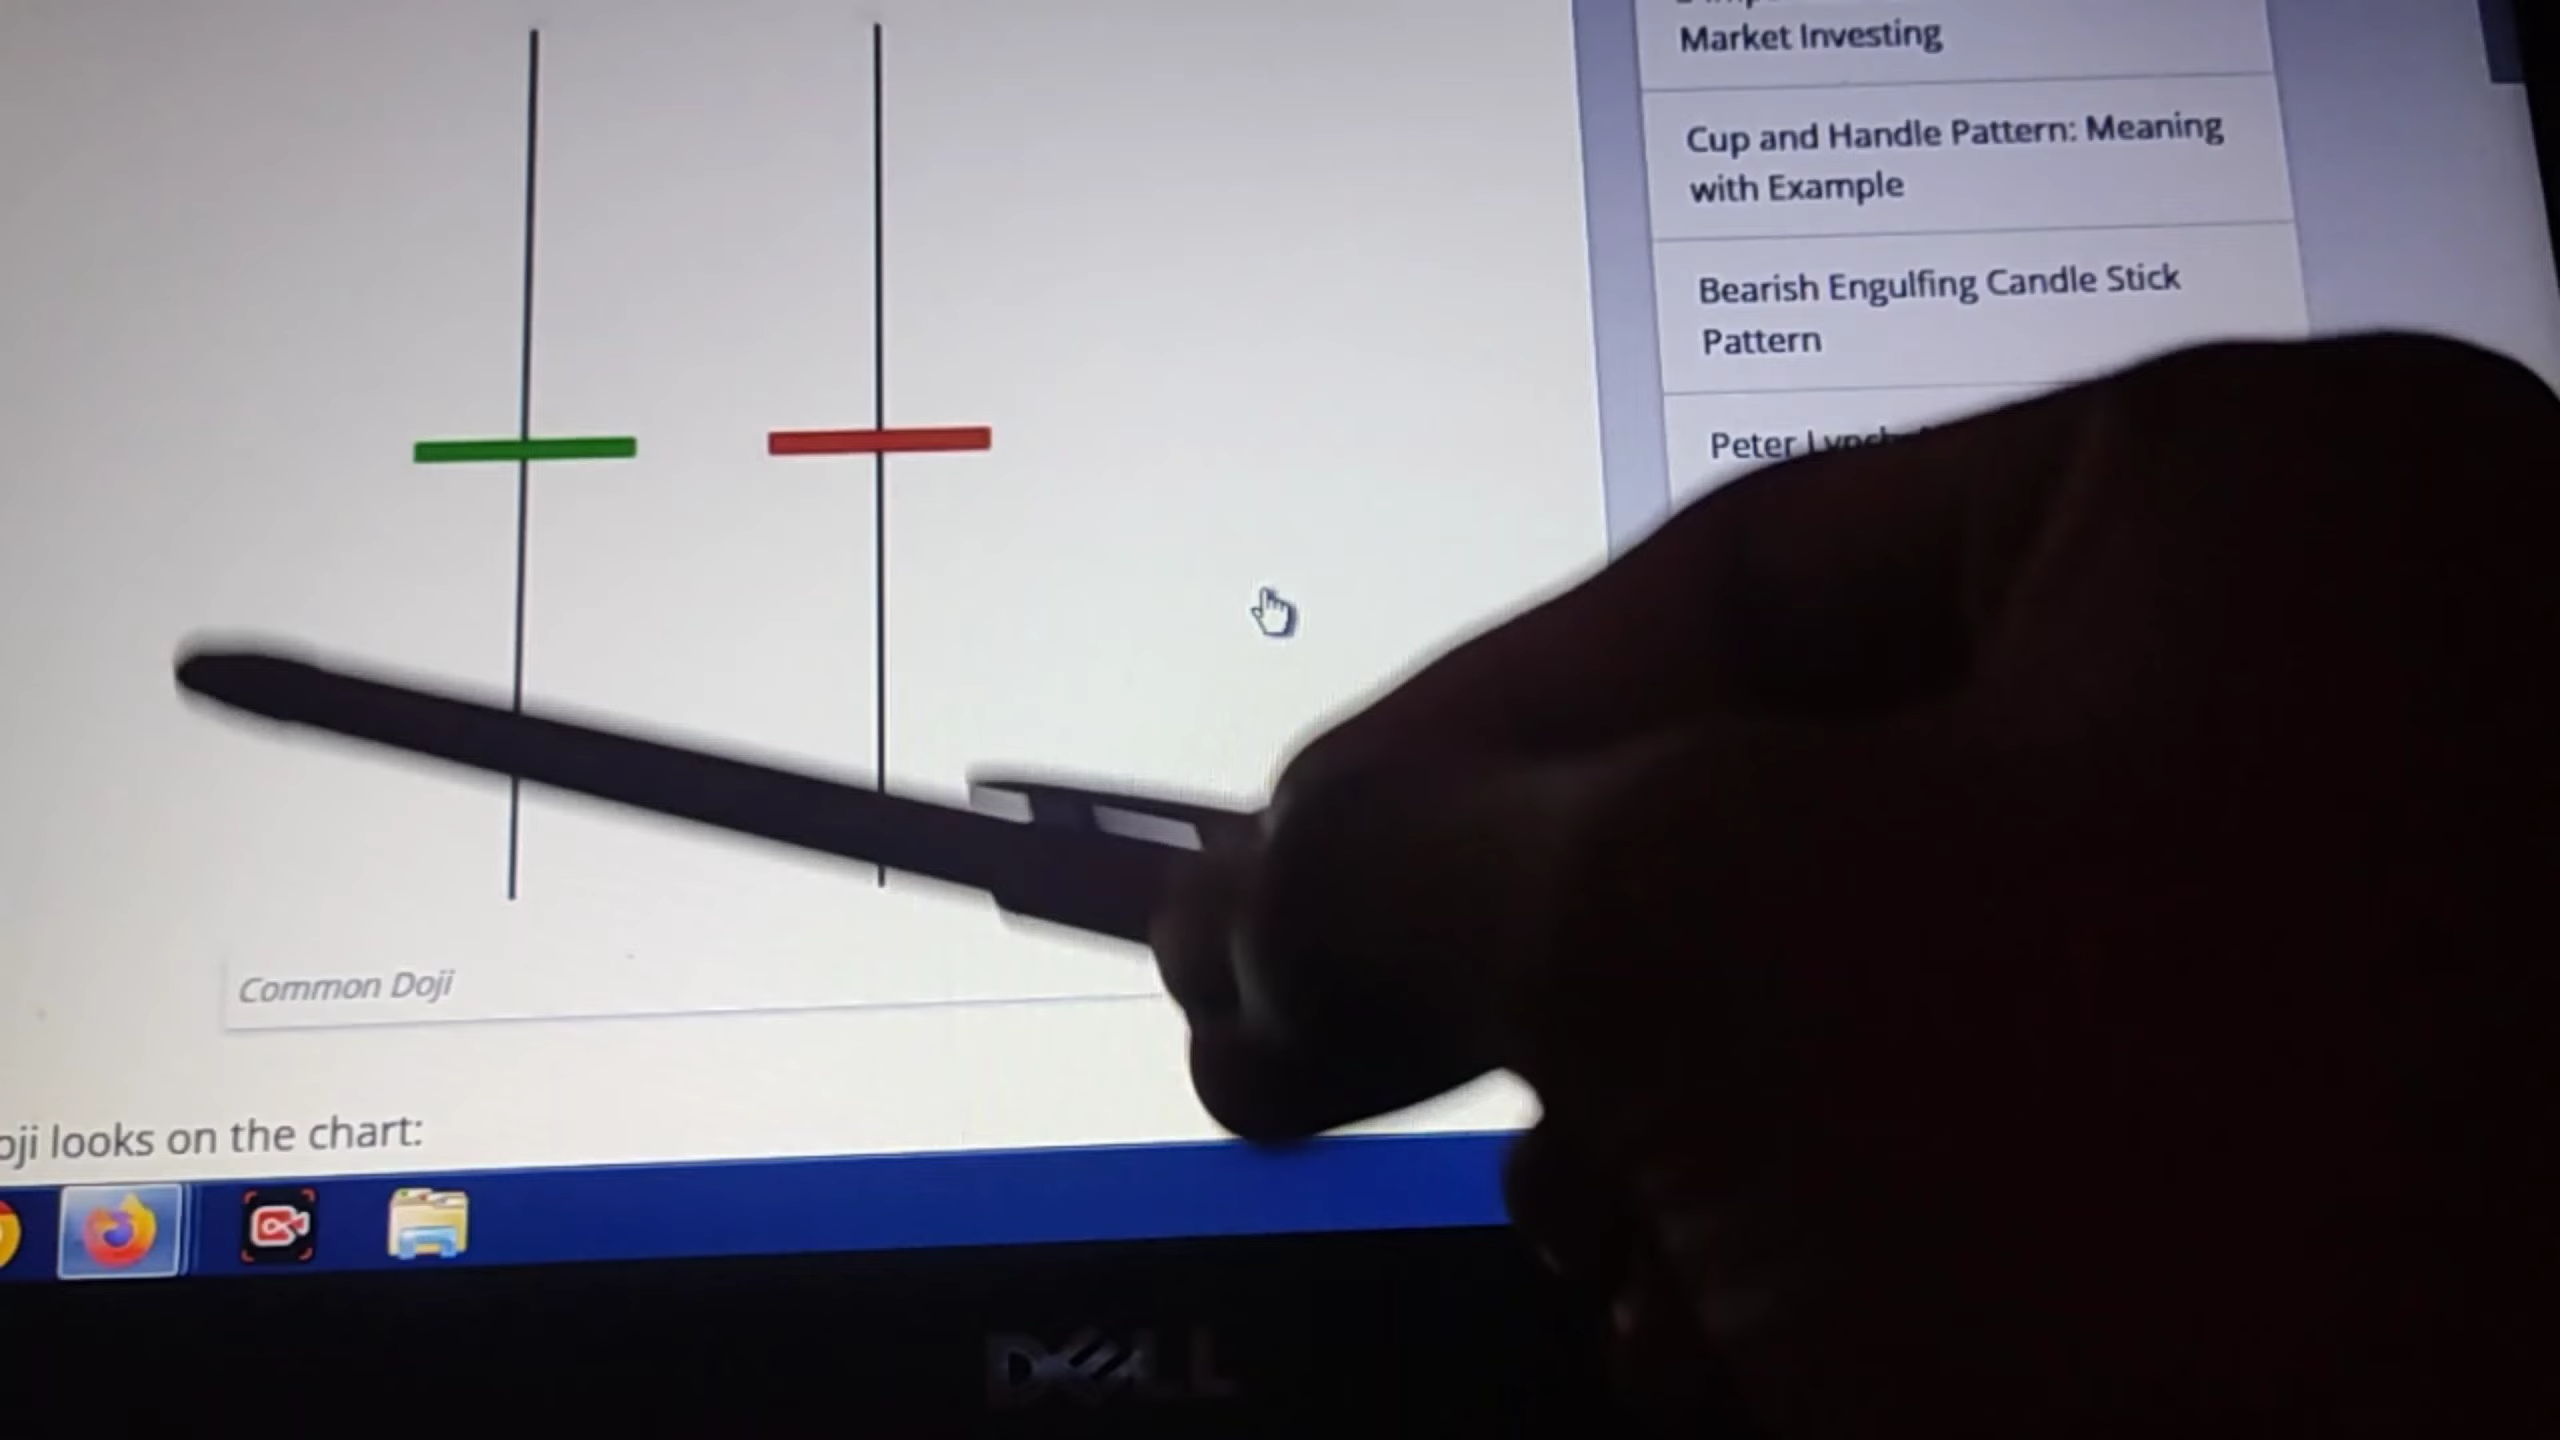 Market Investing
Cup and Handle Pattern: Meaning
with Example
Bearish Engulfing Candle Stick
Pattern
Peter
Common Doji
looks on the chart:
DELL